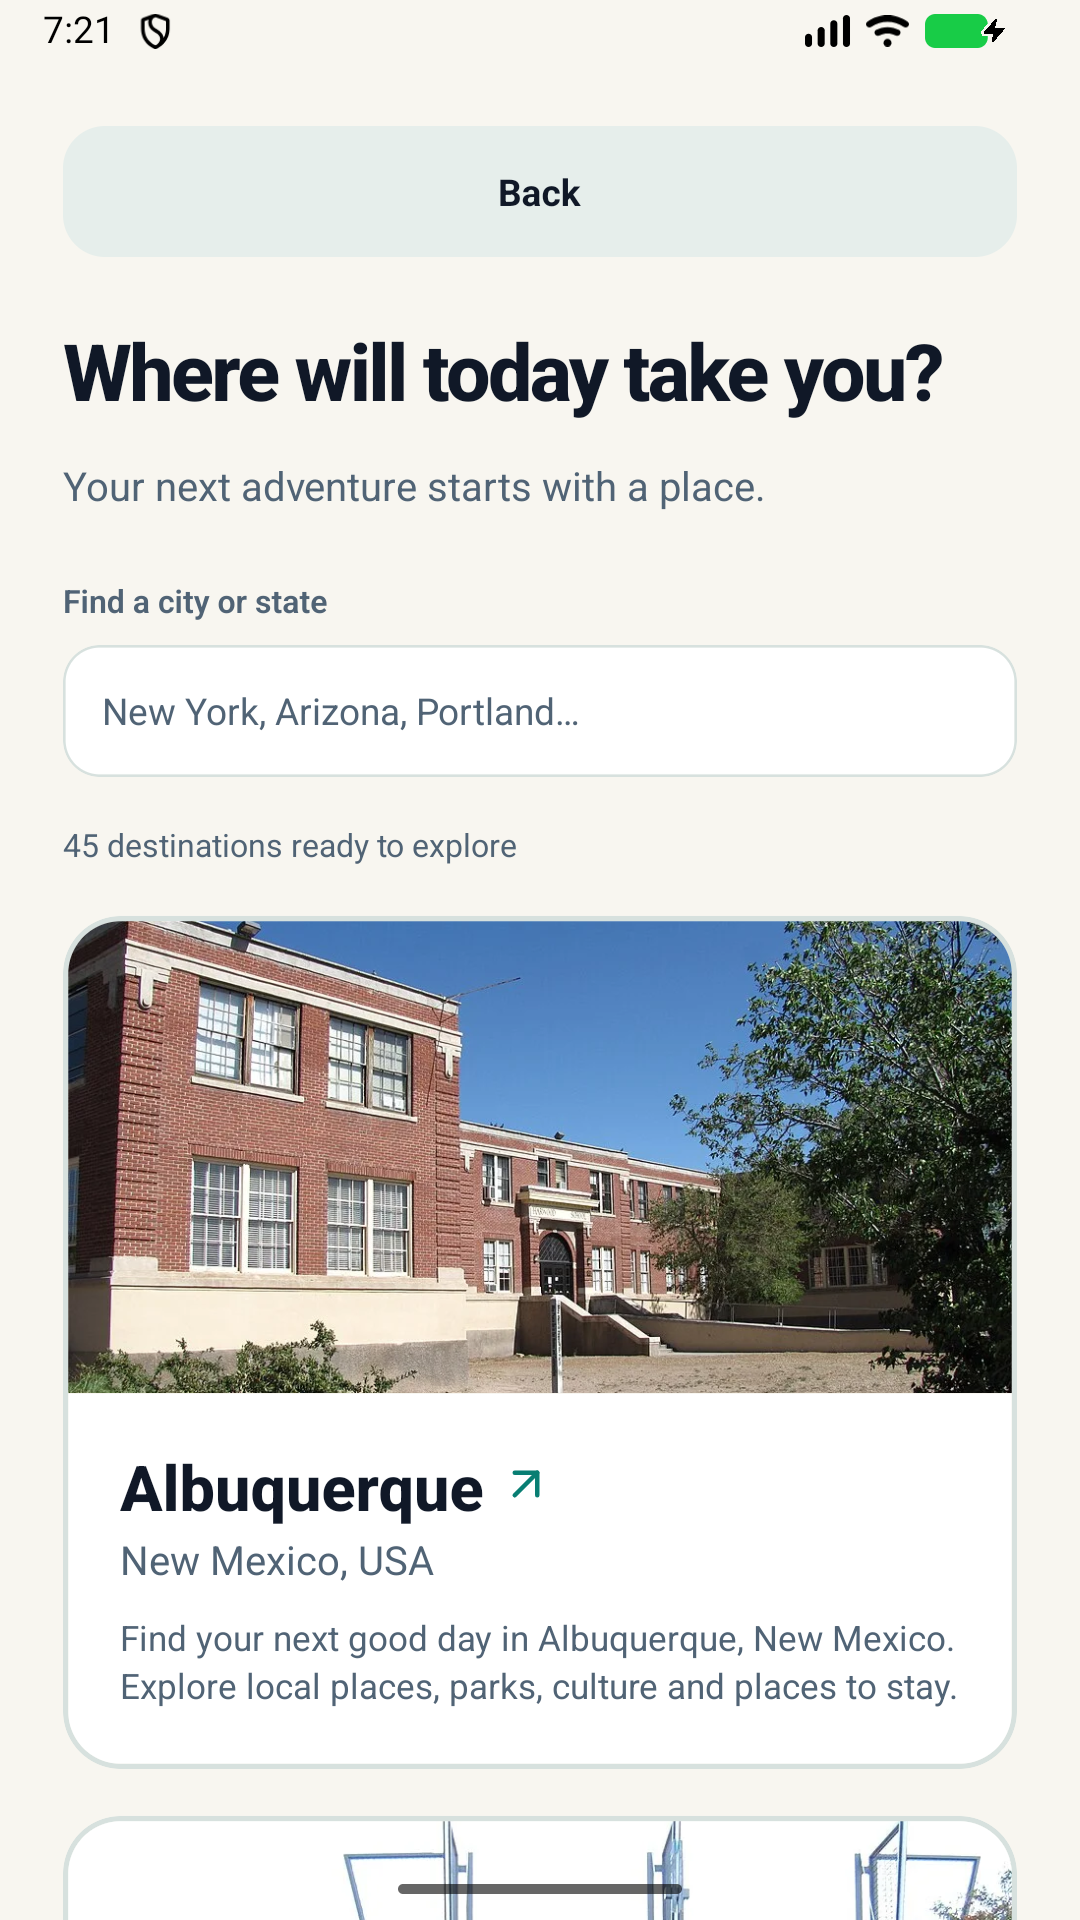 7:21
Back
Where will today take you?
Your next adventure starts with a place.
Find a city or state
New York, Arizona, Portland...
45 destinations ready to explore
Albuquerque
New Mexico, USA
Find your next good day in Albuquerque, New Mexico.
Explore local places, parks, culture and places to stay.